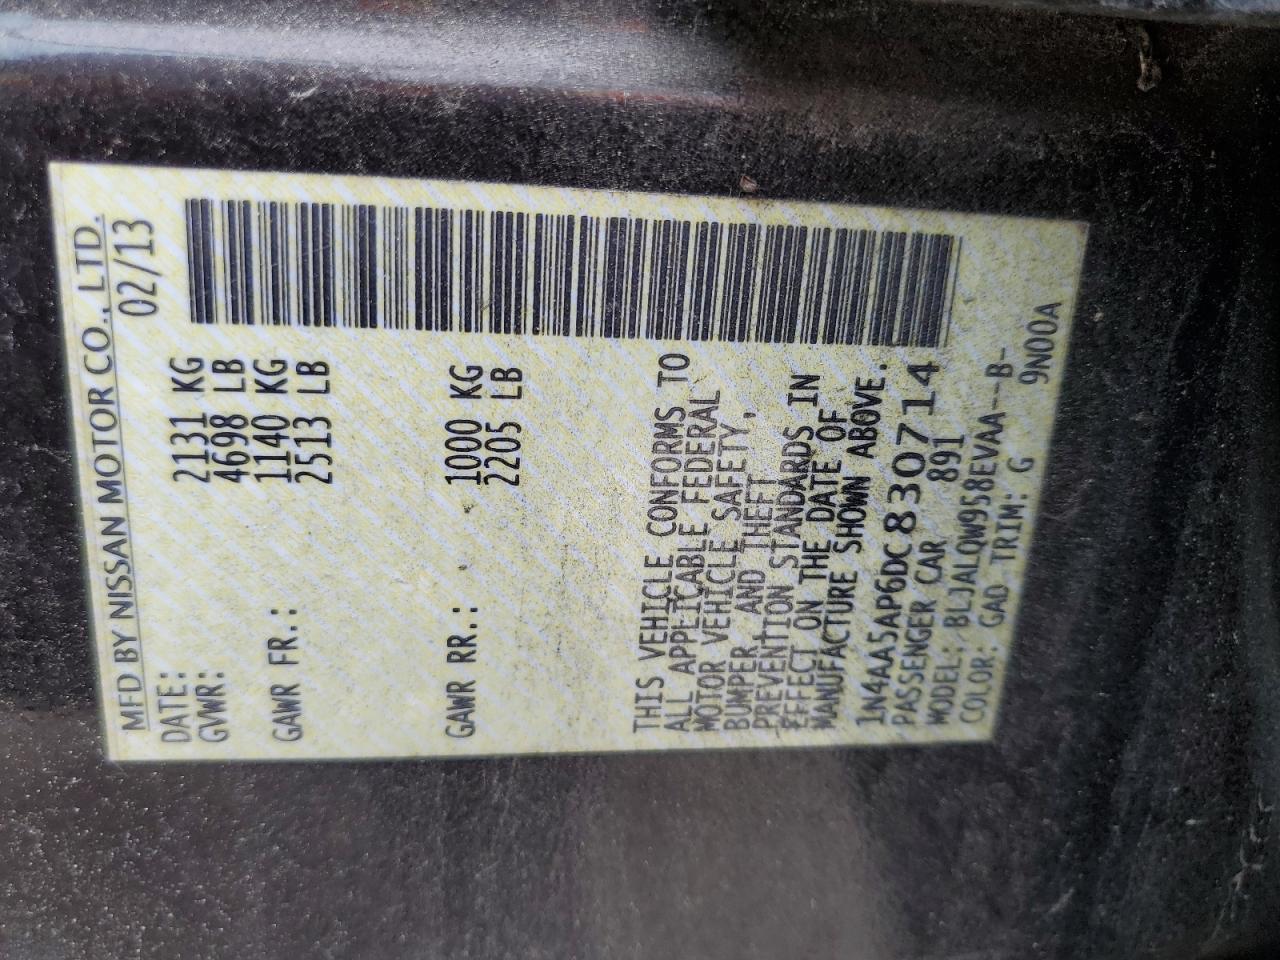 MFD BY NISSAN MOTOR CO., LTD.
DATE: 02/13
GVWR: 2131 KG
4698 LB
GAWR FR.: 1140 KG
2513 LB
GAWR RR.: 1000 KG
2205 LB
THIS VEHICLE CONFORMS TO
ALL APPLICABLE FEDERAL
MOTOR VEHICLE SAFETY,
BUMPER AND THEFT
PREVENTION STANDARDS IN
EFFECT ON THE DATE OF
MANUFACTURE SHOWN ABOVE.
1N4AA5AP6DC830714
PASSENGER CAR 891
MODEL: BLJALQW958EVAA--B-
COLOR: GAD TRIM: G 9N00A